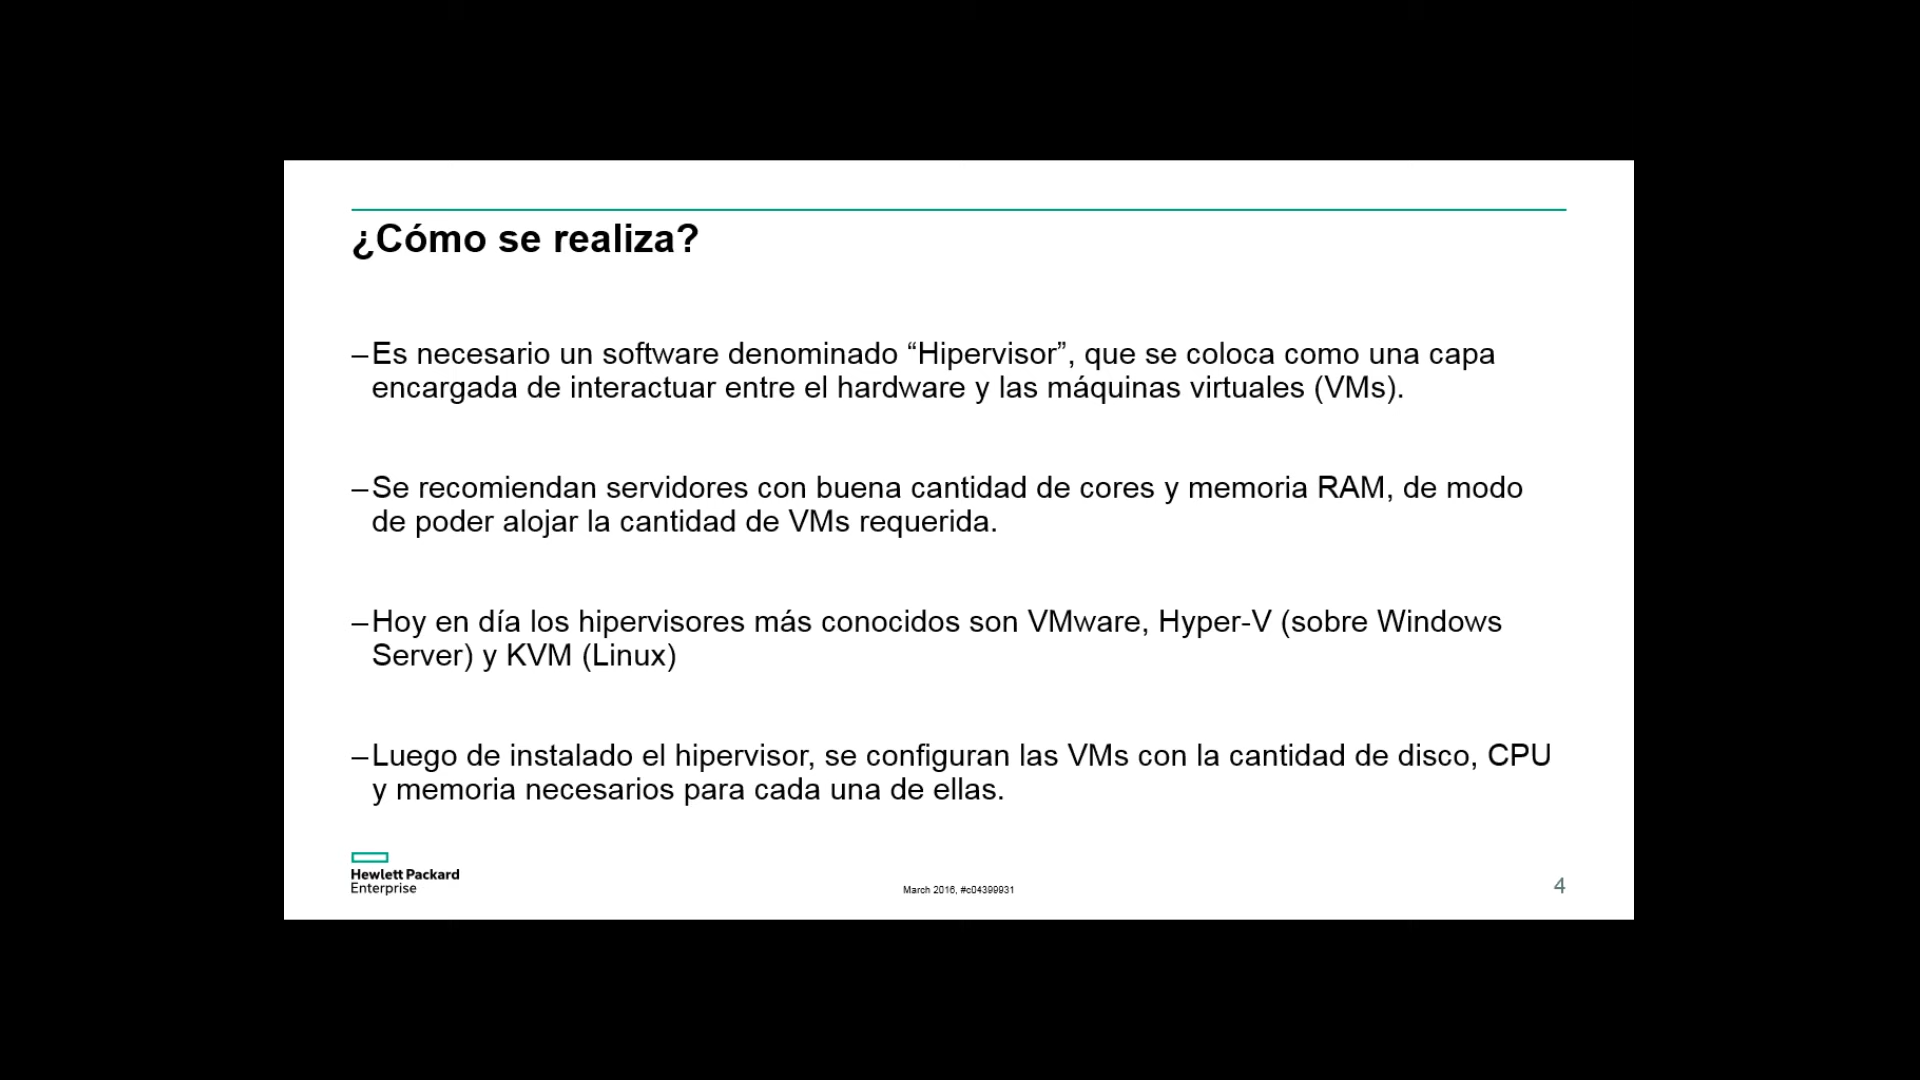 ¿Cómo se realiza?
–Es necesario un software denominado “Hipervisor”, que se coloca como una capa
encargada de interactuar entre el hardware y las máquinas virtuales (VMs).
–Se recomiendan servidores con buena cantidad de cores y memoria RAM, de modo
de poder alojar la cantidad de VMs requerida.
–Hoy en día los hipervisores más conocidos son VMware, Hyper-V (sobre Windows
Server) y KVM (Linux)
–Luego de instalado el hipervisor, se configuran las VMs con la cantidad de disco, CPU
y memoria necesarios para cada una de ellas.
Hewlett Packard
Enterprise
March 2016, #c04399931
4